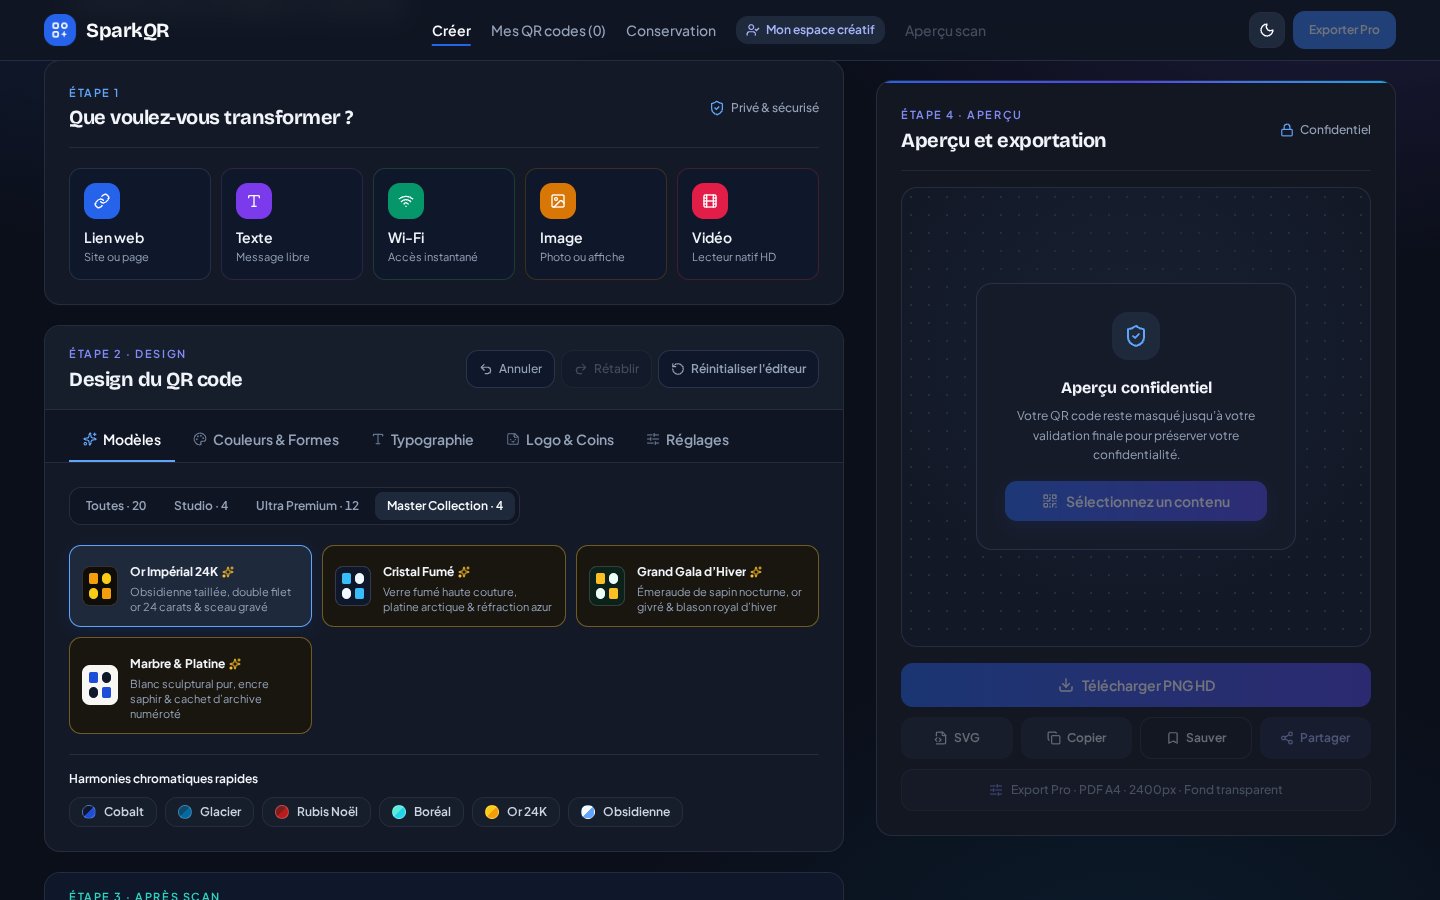 SparkQR
Créer
Mes QR codes (0)
Conservation
Mon espace créatif
Aperçu scan
Exporter Pro
ÉTAPE 1
Que voulez-vous transformer ?
Privé & sécurisé
Lien web
Site ou page
Texte
Message libre
Wi-Fi
Accès instantané
Image
Photo ou affiche
Vidéo
Lecteur natif HD
ÉTAPE 2 · DESIGN
Design du QR code
Annuler
Rétablir
Réinitialiser l'éditeur
Modèles
Couleurs & Formes
Typographie
Logo & Coins
Réglages
Toutes · 20
Studio · 4
Ultra Premium · 12
Master Collection · 4
Or Impérial 24K
Obsidienne taillée, double filet
or 24 carats & sceau gravé
Cristal Fumé
Verre fumé haute couture,
platine arctique & réfraction azur
Grand Gala d'Hiver
Émeraude de sapin nocturne, or
givré & blason royal d'hiver
Marbre & Platine
Blanc sculptural pur, encre
saphir & cachet d'archive
numéroté
Harmonies chromatiques rapides
Cobalt
Glacier
Rubis Noël
Boréal
Or 24K
Obsidienne
ÉTAPE 3 · APRÈS SCAN
ÉTAPE 4 · APERÇU
Aperçu et exportation
Confidentiel
Aperçu confidentiel
Votre QR code reste masqué jusqu'à votre
validation finale pour préserver votre
confidentialité.
Sélectionnez un contenu
Télécharger PNG HD
SVG
Copier
Sauver
Partager
Export Pro · PDF A4 · 2400px · Fond transparent